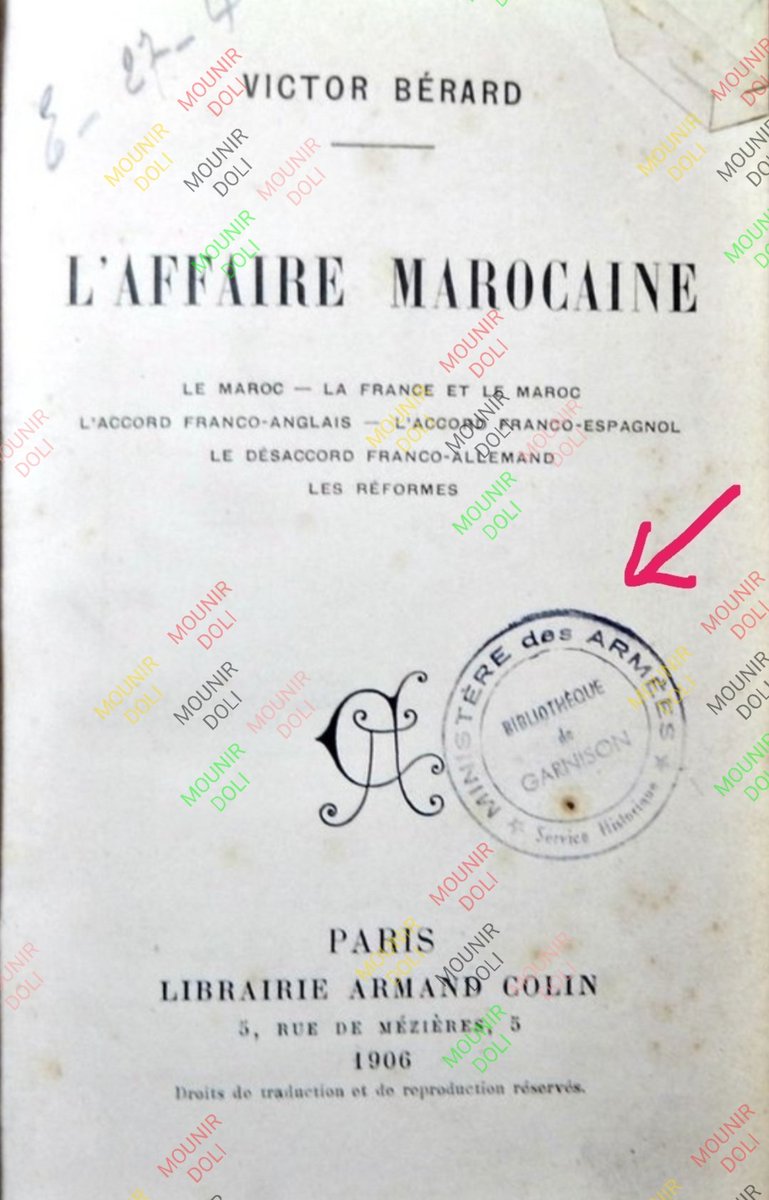 E-27-4
VICTOR BÉRARD
L'AFFAIRE MAROCAINE
LE MAROC — LA FRANCE ET LE MAROC
L'ACCORD FRANCO-ANGLAIS — L'ACCORD FRANCO-ESPAGNOL
LE DÉSACCORD FRANCO-ALLEMAND
LES RÉFORMES
MINISTÈRE des ARMÉES
BIBLIOTHÈQUE
de
GARNISON
Service Historique
PARIS
LIBRAIRIE ARMAND COLIN
5, RUE DE MÉZIÈRES, 5
1906
Droits de traduction et de reproduction réservés.
MOUNIR
DOLI